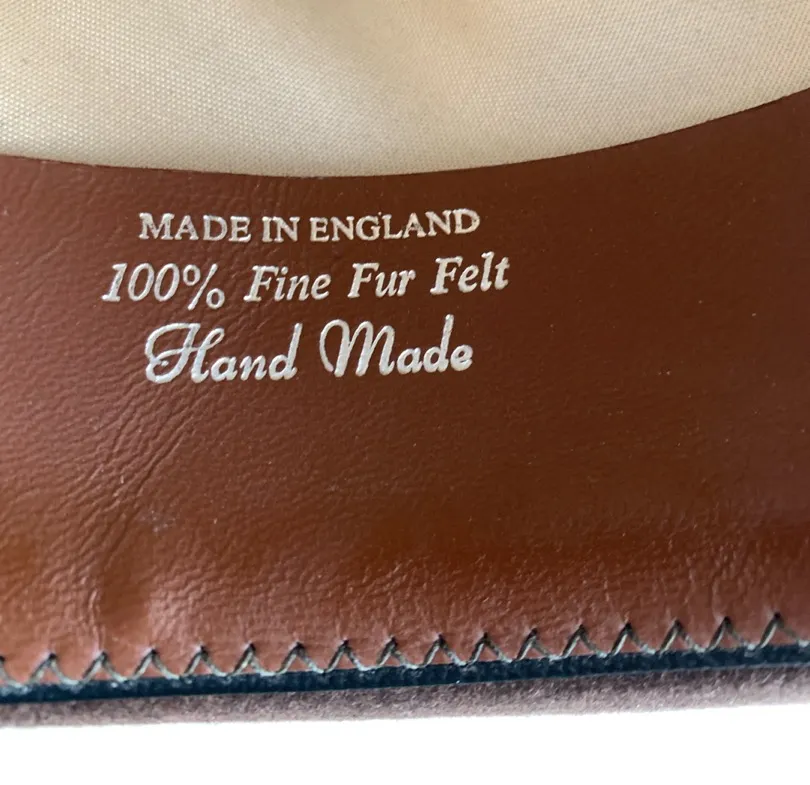 MADE IN ENGLAND
100% Fine Fur Felt
Hand Made